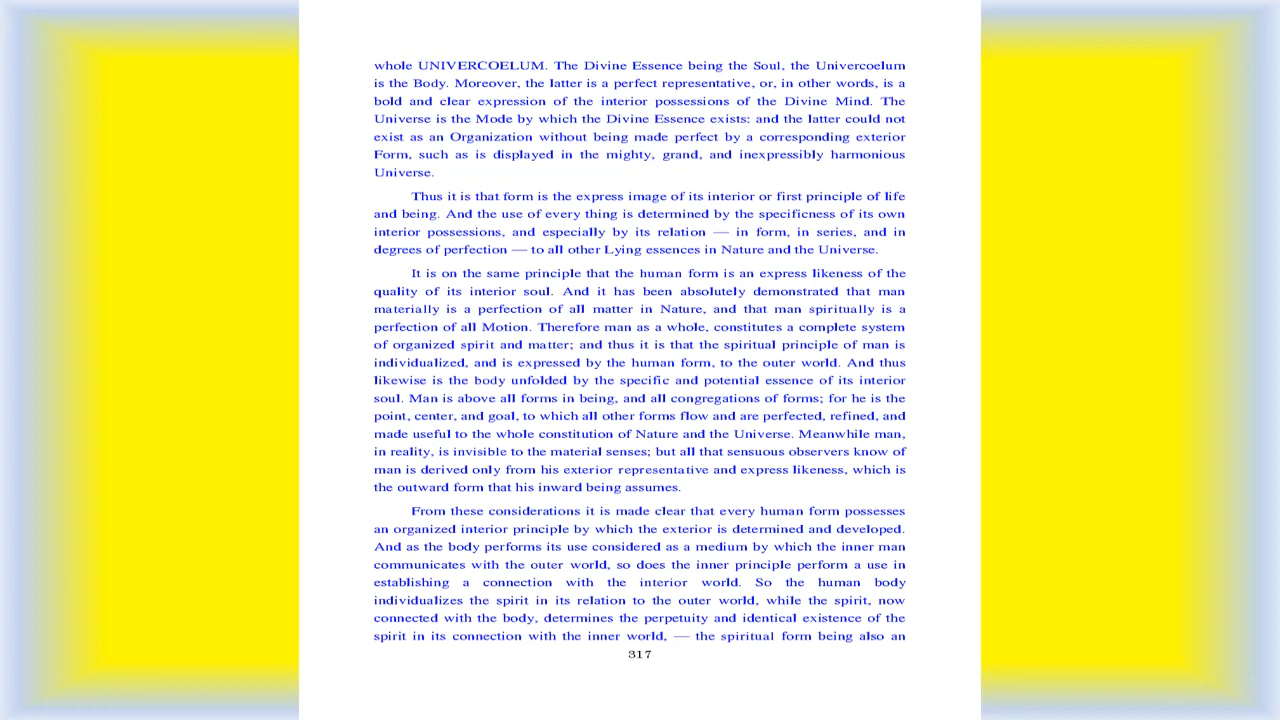 whole UNIVERCOELUM. The Divine Essence being the Soul, the Univercoelum
is the Body. Moreover, the latter is a perfect representative, or, in other words, is a
bold and clear expression of the interior possessions of the Divine Mind. The
Universe is the Mode by which the Divine Essence exists: and the latter could not
exist as an Organization without being made perfect by a corresponding exterior
Form, such as is displayed in the mighty, grand, and inexpressibly harmonious
Universe.
Thus it is that form is the express image of its interior or first principle of life
and being. And the use of every thing is determined by the specificness of its own
interior possessions, and especially by its relation — in form, in series, and in
degrees of perfection — to all other Lying essences in Nature and the Universe.
It is on the same principle that the human form is an express likeness of the
quality of its interior soul. And it has been absolutely demonstrated that man
materially is a perfection of all matter in Nature, and that man spiritually is a
perfection of all Motion. Therefore man as a whole, constitutes a complete system
of organized spirit and matter; and thus it is that the spiritual principle of man is
individualized, and is expressed by the human form, to the outer world. And thus
likewise is the body unfolded by the specific and potential essence of its interior
soul. Man is above all forms in being, and all congregations of forms; for he is the
point, center, and goal, to which all other forms flow and are perfected, refined, and
made useful to the whole constitution of Nature and the Universe. Meanwhile man,
in reality, is invisible to the material senses; but all that sensuous observers know of
man is derived only from his exterior representative and express likeness, which is
the outward form that his inward being assumes.
From these considerations it is made clear that every human form possesses
an organized interior principle by which the exterior is determined and developed.
And as the body performs its use considered as a medium by which the inner man
communicates with the outer world, so does the inner principle perform a use in
establishing a connection with the interior world. So the human body
individualizes the spirit in its relation to the outer world, while the spirit, now
connected with the body, determines the perpetuity and identical existence of the
spirit in its connection with the inner world, — the spiritual form being also an
317